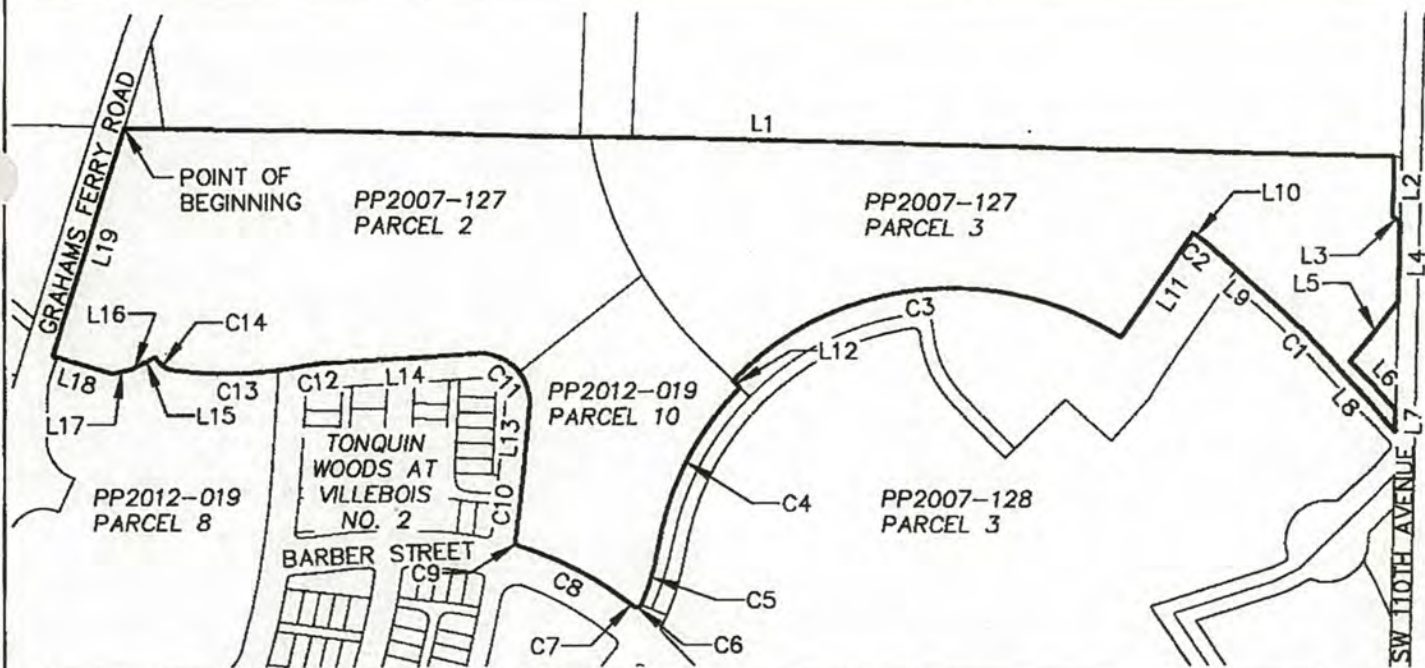 L1
GRAHAMS FERRY ROAD
POINT OF
BEGINNING
PP2007-127
PARCEL 2
PP2007-127
PARCEL 3
L2
L10
L3
L4
L19
C2
L5
L9
L11
L16
C14
C3
C1
L12
L6
L18
C13
C12
L14
C11
L8
L17
L15
PP2012-019
PARCEL 10
L7
L13
TONQUIN
WOODS AT
VILLEBOIS
NO. 2
PP2012-019
PARCEL 8
C10
C4
PP2007-128
PARCEL 3
BARBER STREET
C9
C8
C5
C7
C6
SW 110TH AVENUE